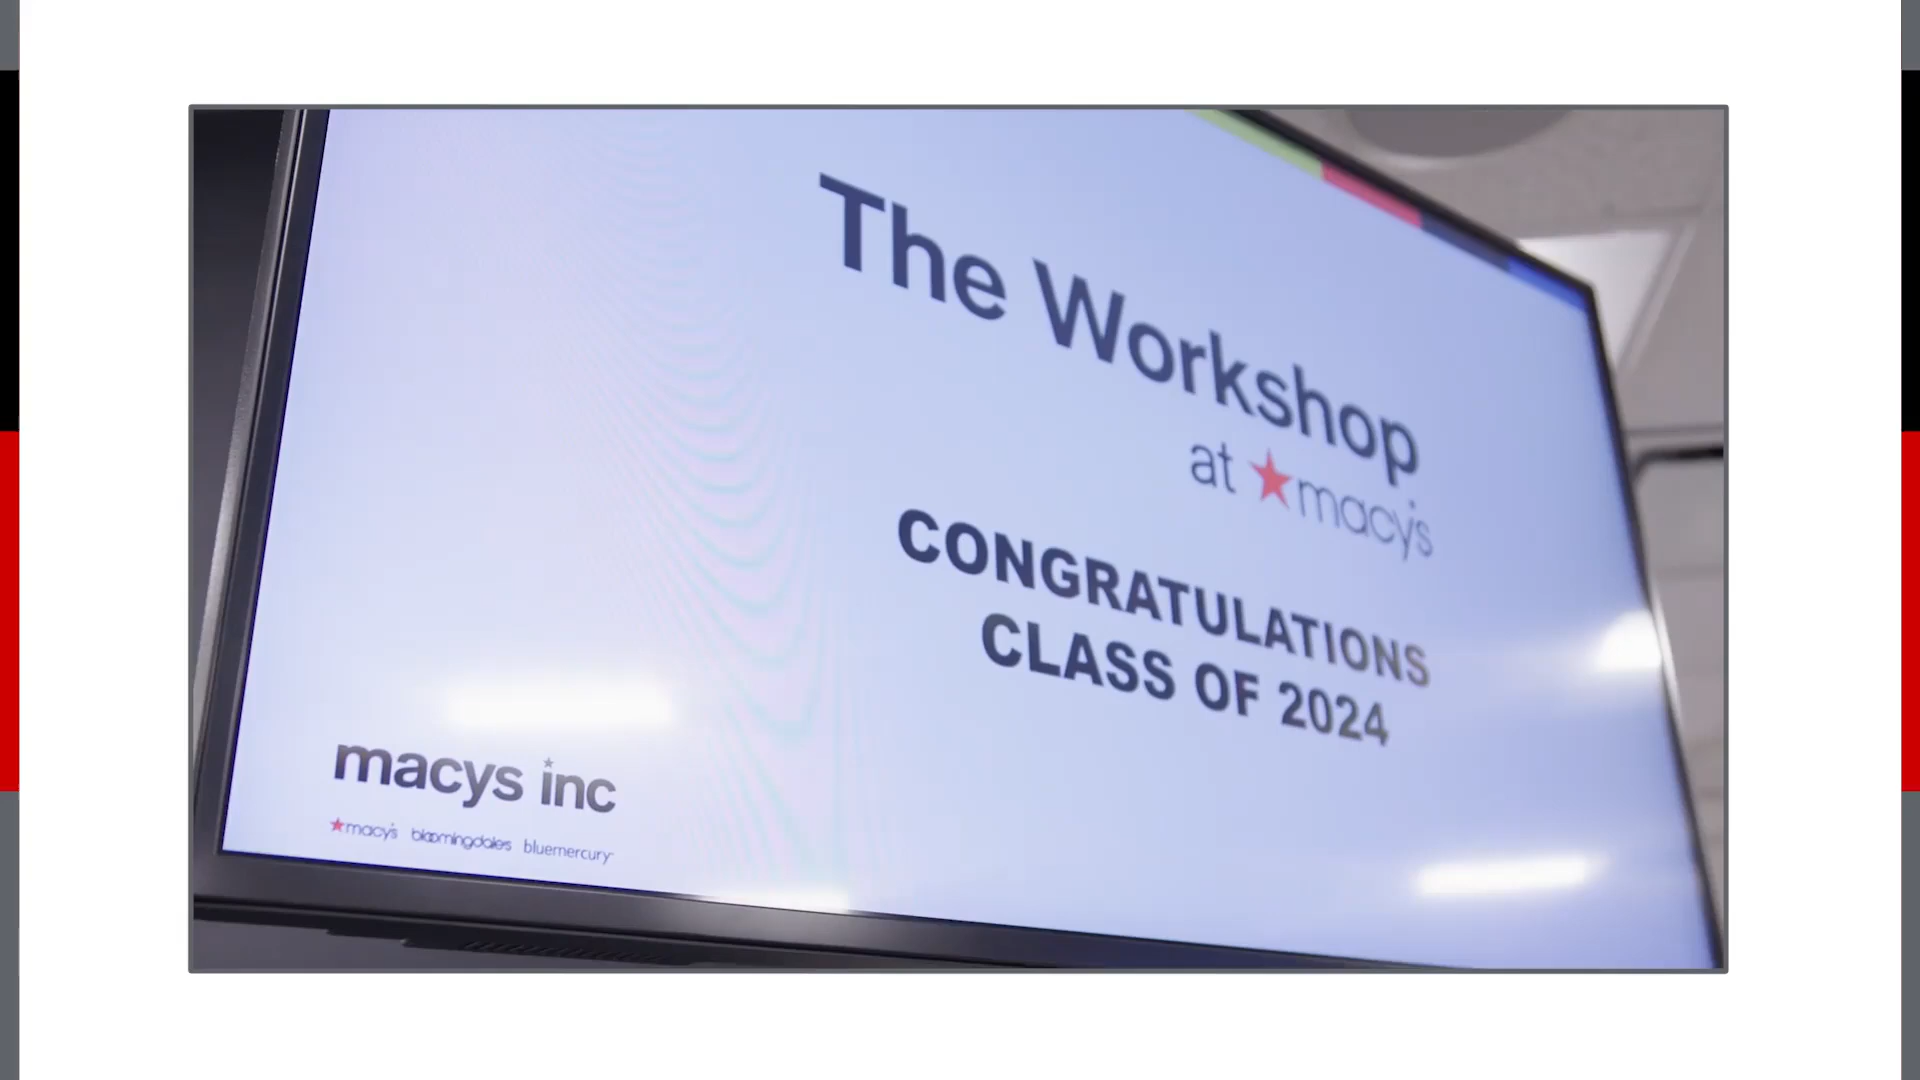 The Workshop
at macy's
CONGRATULATIONS
CLASS OF 2024
macys inc
macy's bloomingdales bluemercury